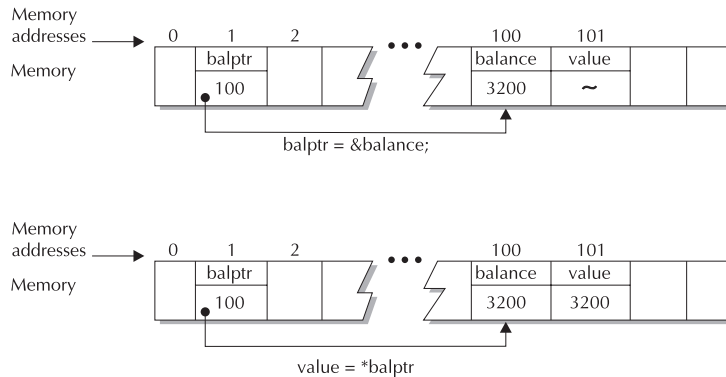 Memory
addresses
0 1 2 100 101
balptr balance value
Memory
100 3200 ~
balptr = &balance;
Memory
addresses
0 1 2 100 101
balptr balance value
Memory
100 3200 3200
value = *balptr